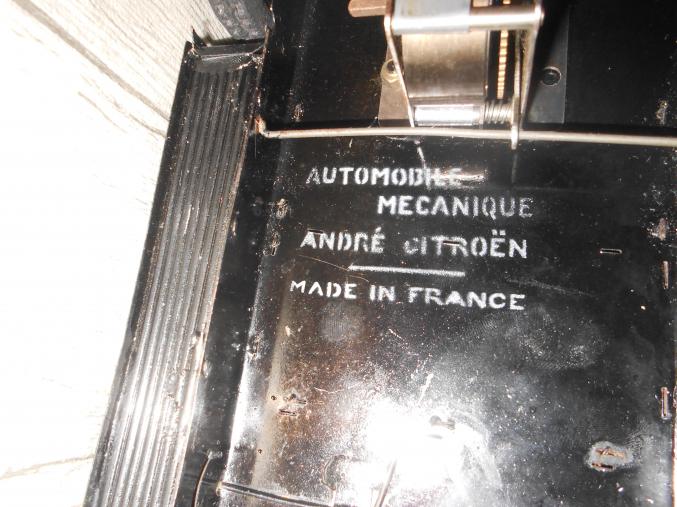 AUTOMOBILE
MECANIQUE
ANDRÉ CITROËN
MADE IN FRANCE